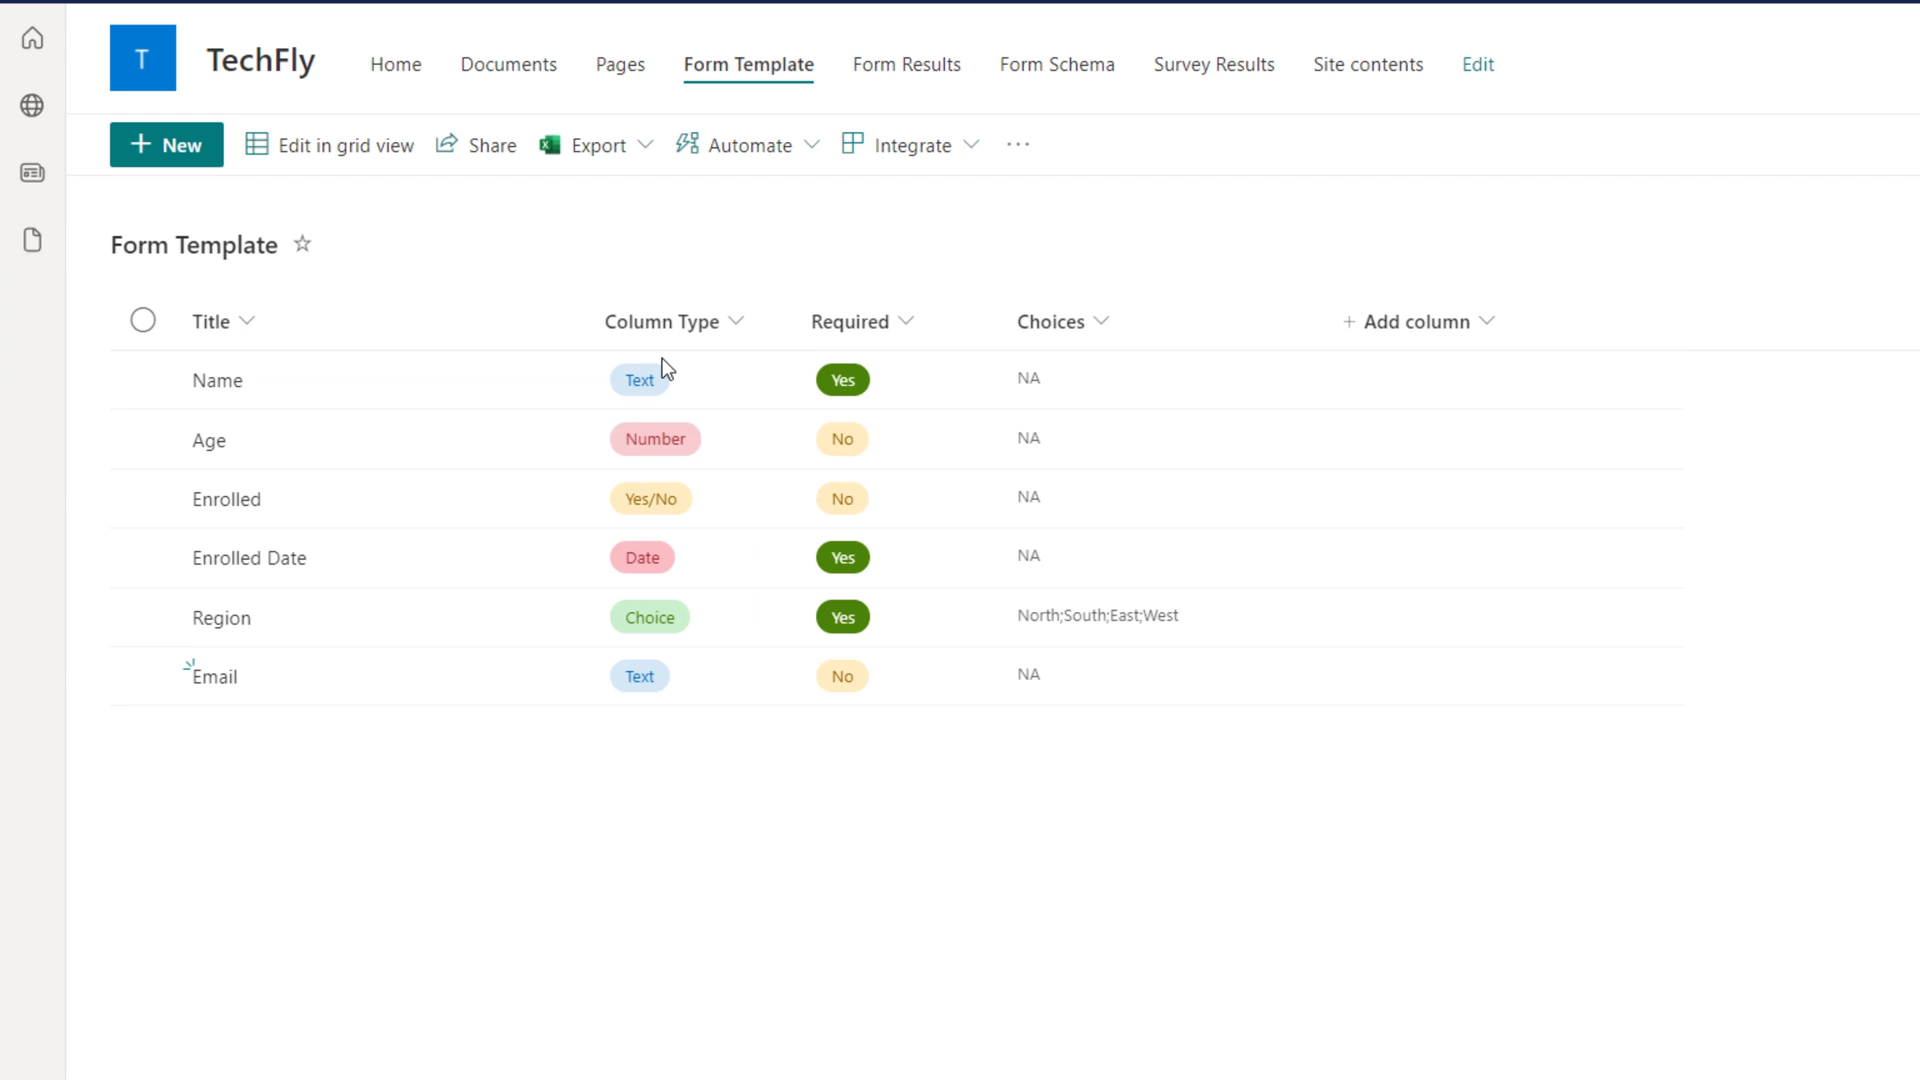 T TechFly Home Documents Pages Form Template Form Results Form Schema Survey Results Site contents Edit
+ New Edit in grid view Share Export Automate Integrate ...
Form Template
Title Column Type Required Choices + Add column
Name Text Yes NA
Age Number No NA
Enrolled Yes/No No NA
Enrolled Date Date Yes NA
Region Choice Yes North;South;East;West
Email Text No NA